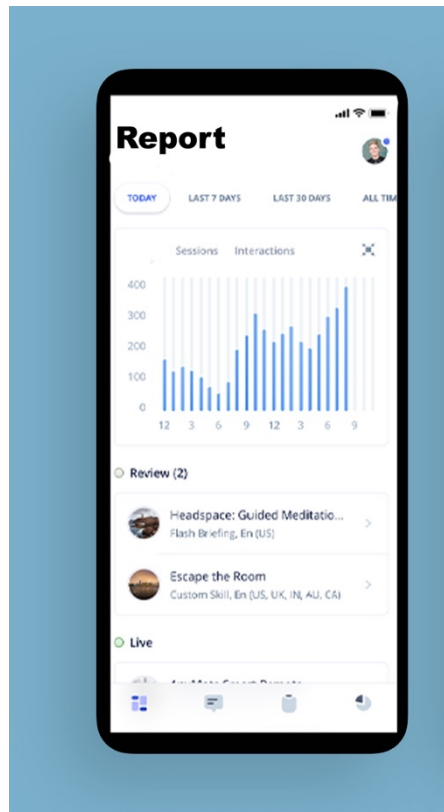 Report
TODAY LAST 7 DAYS LAST 30 DAYS ALL TIM
Sessions Interactions
400
300
200
100
0
12 3 6 9 12 3 6 9
Review (2)
Headspace: Guided Meditatio...
Flash Briefing, En (US)
Escape the Room
Custom Skill, En (US, UK, IN, AU, CA)
Live